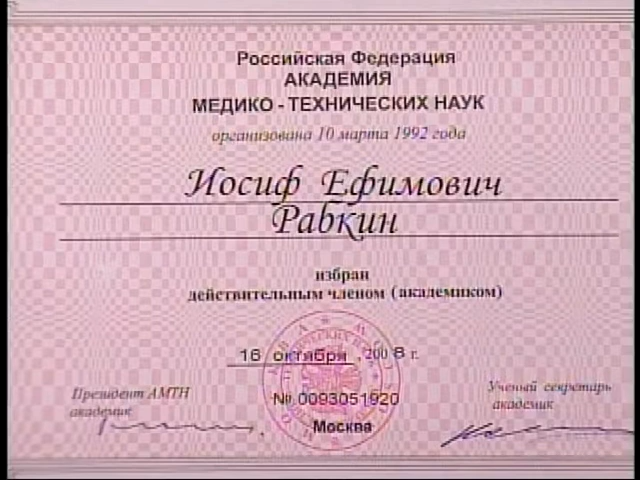 Российская Федерация
АКАДЕМИЯ
МЕДИКО - ТЕХНИЧЕСКИХ НАУК
организована 10 марта 1992 года
Иосиф Ефимович
Рабкин
избран
действительным членом (академиком)
16 октября , 2008 г.
Президент АМТН
академик
Ученый секретарь
академик
№ 0093051920
Москва